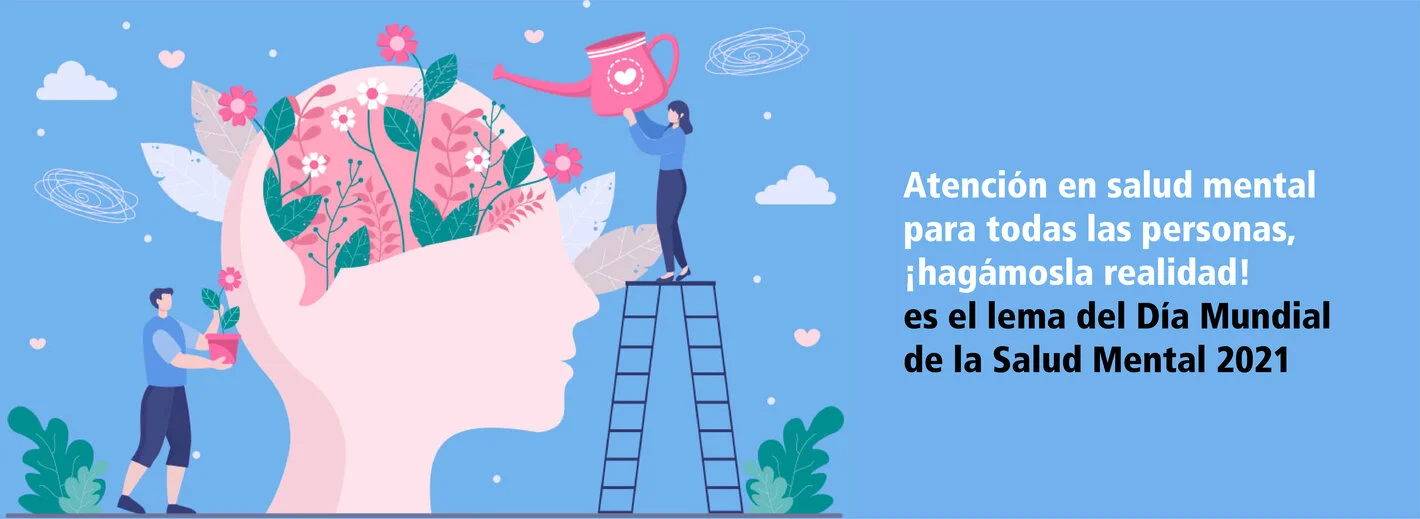 Atención en salud mental
para todas las personas,
¡hagámosla realidad!
es el lema del Día Mundial
de la Salud Mental 2021